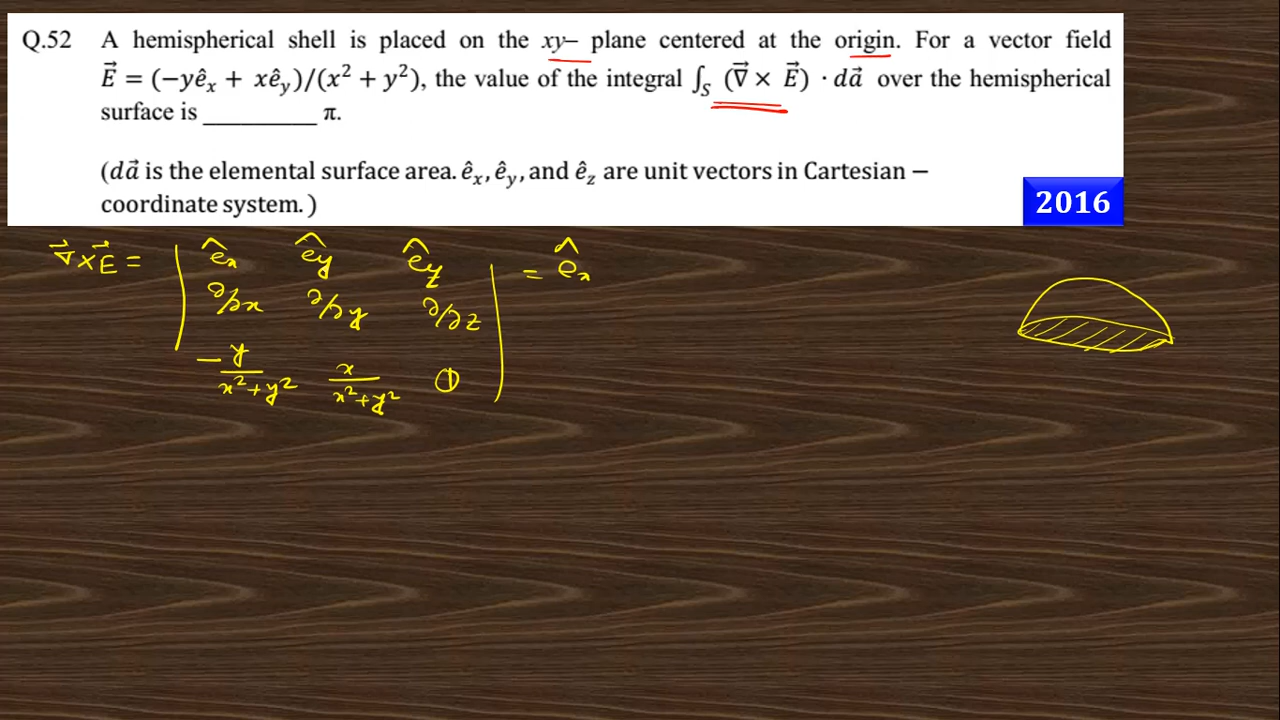 Q.52 A hemispherical shell is placed on the xy− plane centered at the origin. For a vector field
E⃗ = (−yê_x + xê_y)/(x² + y²), the value of the integral ∫_S (∇⃗ × E⃗) · da⃗ over the hemispherical
surface is __________ π.
(da⃗ is the elemental surface area. ê_x, ê_y, and ê_z are unit vectors in Cartesian −
coordinate system.)
2016
∇⃗×E⃗ = | ê_x ê_y ê_z | = ê_x
∂/∂x ∂/∂y ∂/∂z
−y/(x²+y²) x/(x²+y²) 0